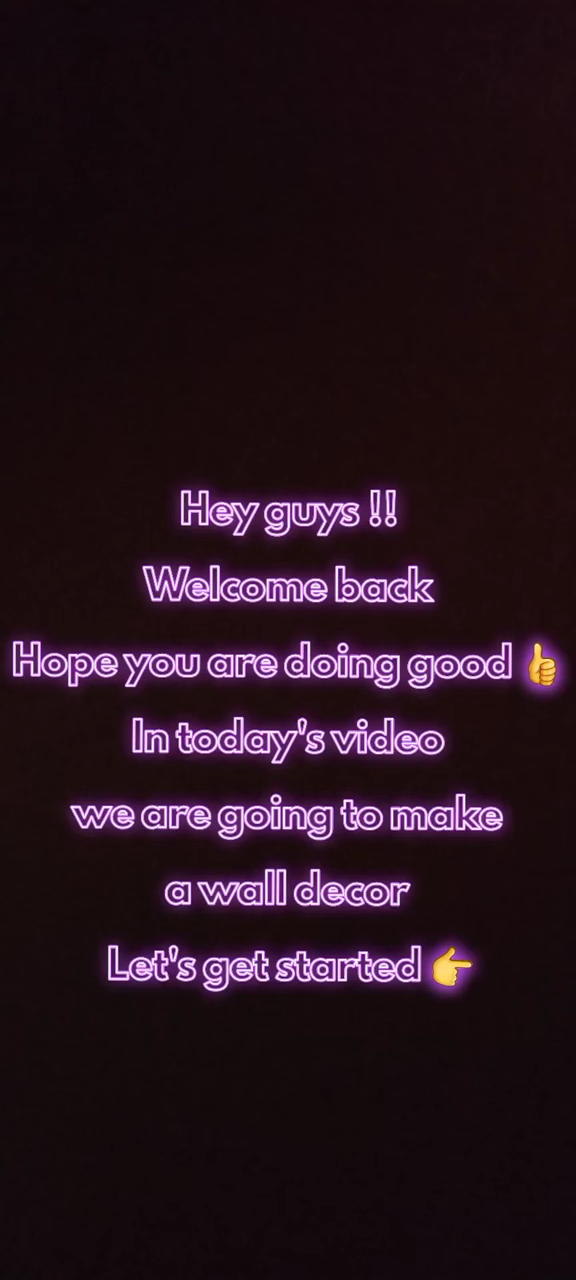 Hey guys !!
Welcome back
Hope you are doing good 👍
In today's video
we are going to make
a wall decor
Let's get started 👉